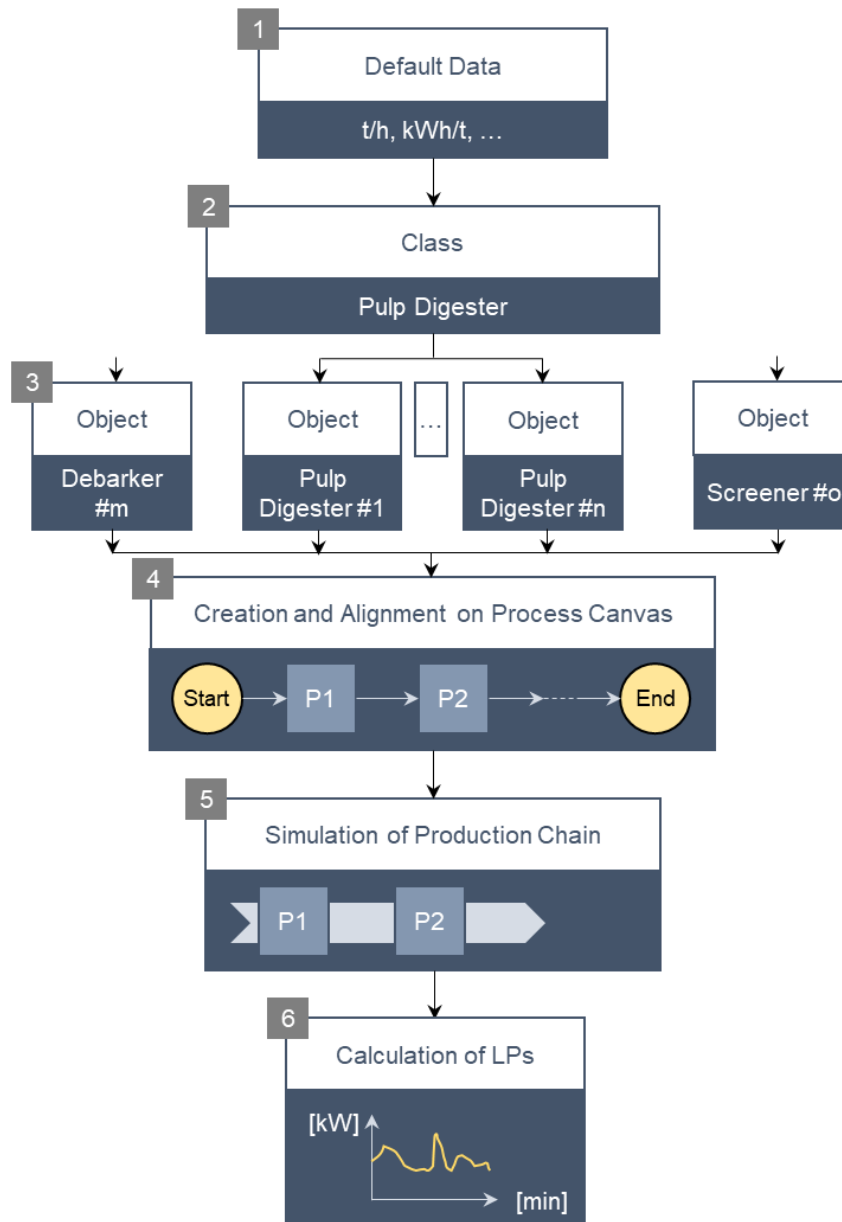 1
Default Data
t/h, kWh/t, …
2
Class
Pulp Digester
3
Object
Debarker
#m
Object
Pulp
Digester #1
…
Object
Pulp
Digester #n
Object
Screener #o
4
Creation and Alignment on Process Canvas
Start
P1
P2
End
5
Simulation of Production Chain
P1
P2
6
Calculation of LPs
[kW]
[min]